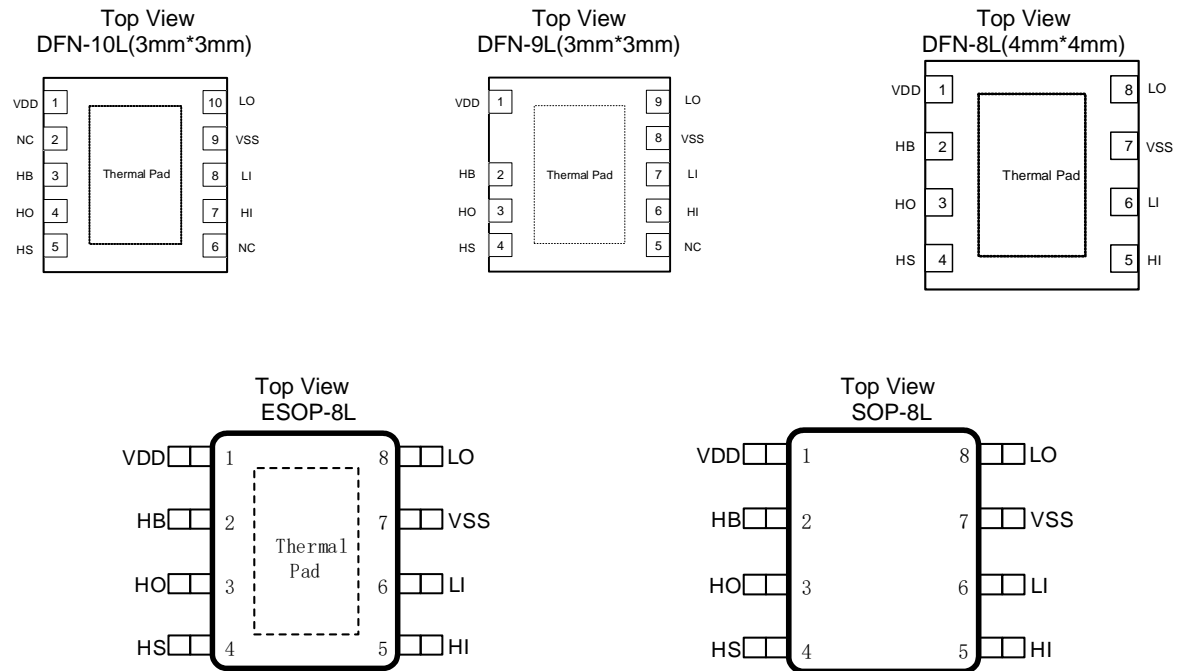 Top View
DFN-10L(3mm*3mm)
VDD 1 10 LO
NC 2 9 VSS
HB 3 Thermal Pad 8 LI
HO 4 7 HI
HS 5 6 NC
Top View
DFN-9L(3mm*3mm)
VDD 1 9 LO
8 VSS
HB 2 Thermal Pad 7 LI
HO 3 6 HI
HS 4 5 NC
Top View
DFN-8L(4mm*4mm)
VDD 1 8 LO
HB 2 7 VSS
Thermal Pad
HO 3 6 LI
HS 4 5 HI
Top View
ESOP-8L
VDD 1 8 LO
HB 2 7 VSS
Thermal
Pad
HO 3 6 LI
HS 4 5 HI
Top View
SOP-8L
VDD 1 8 LO
HB 2 7 VSS
HO 3 6 LI
HS 4 5 HI